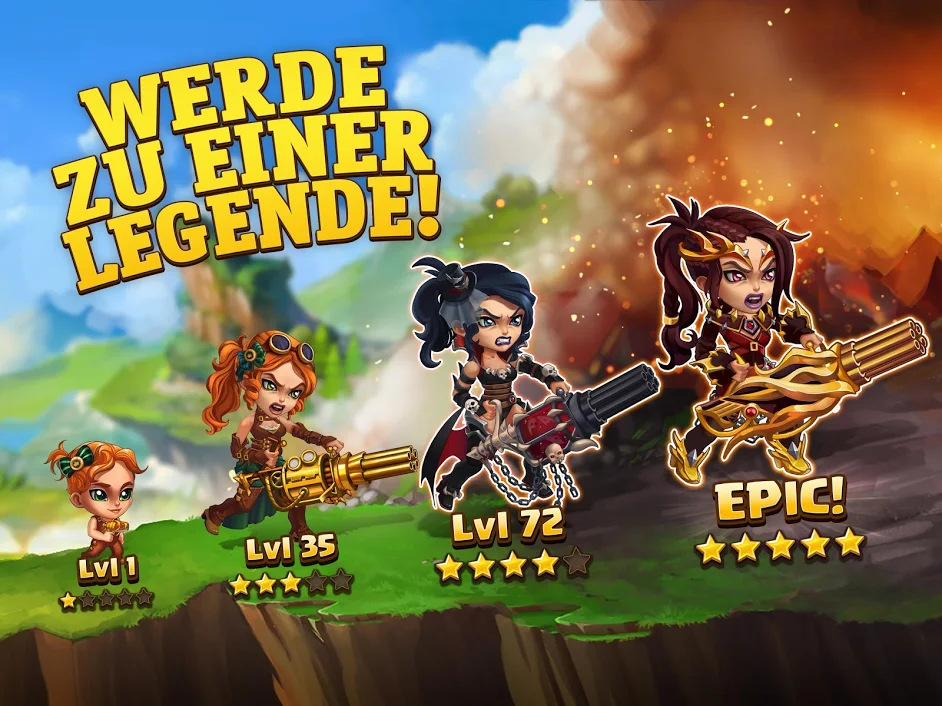 WERDE
ZU EINER
LEGENDE!
Lvl 1
Lvl 35
Lvl 72
EPIC!